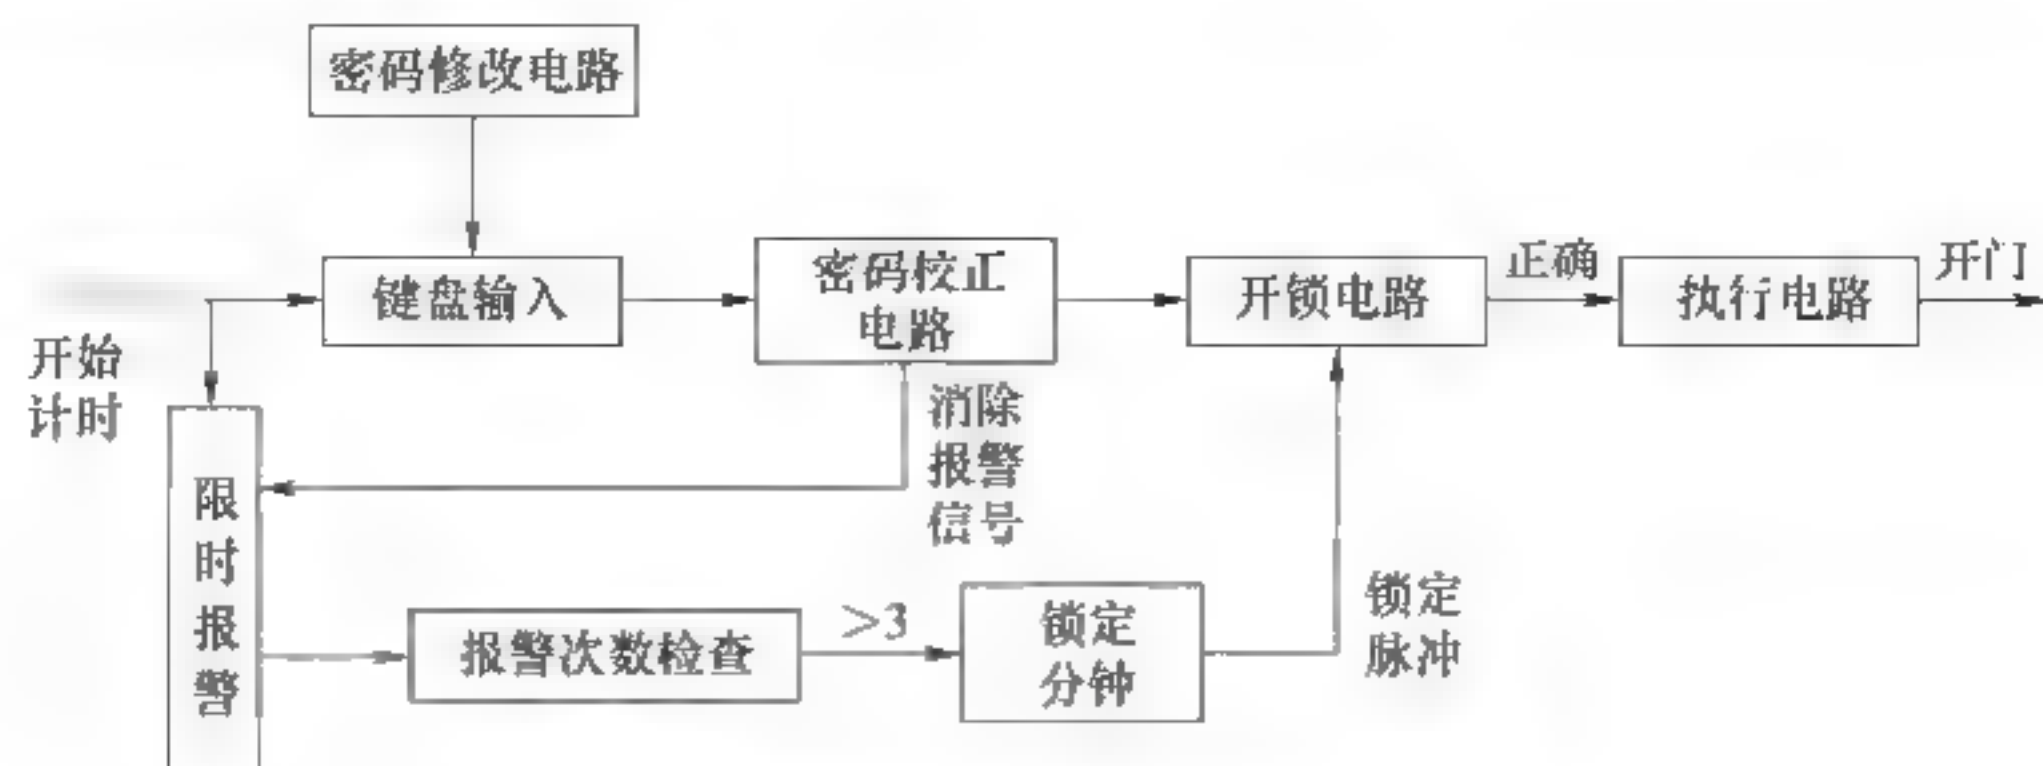 密码修改电路
键盘输入
密码校正
电路
开锁电路
正确
执行电路
开门
开始
计时
消除
报警
信号
限
时
报
警
报警次数检查
>3
锁定
分钟
锁定
脉冲